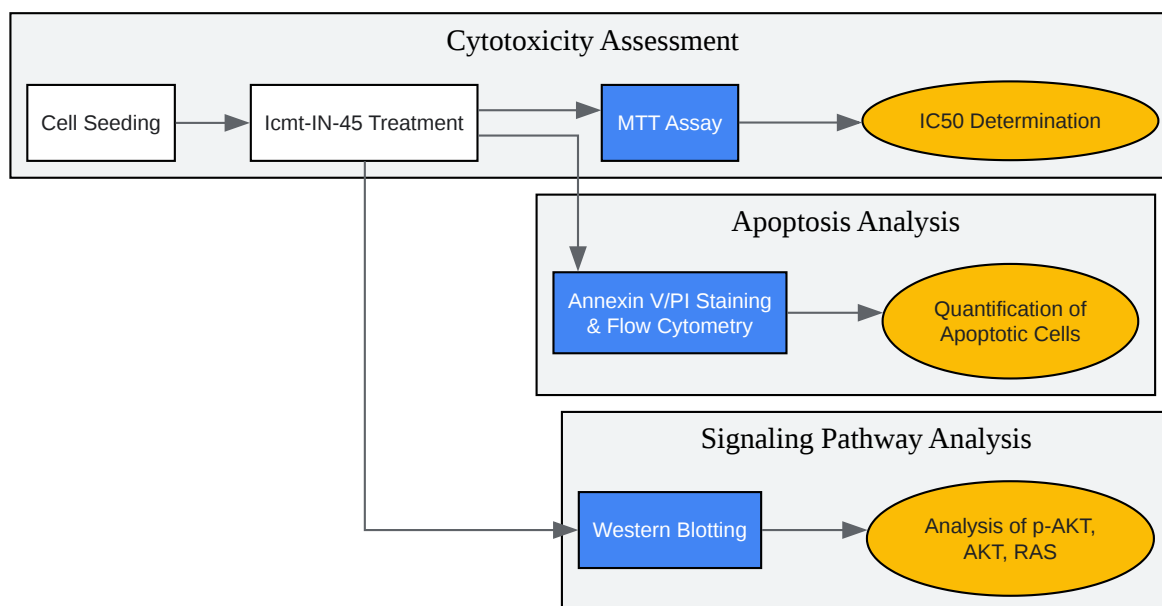 Cytotoxicity Assessment
Cell Seeding
Icmt-IN-45 Treatment
MTT Assay
IC50 Determination
Apoptosis Analysis
Annexin V/PI Staining
& Flow Cytometry
Quantification of
Apoptotic Cells
Signaling Pathway Analysis
Western Blotting
Analysis of p-AKT,
AKT, RAS